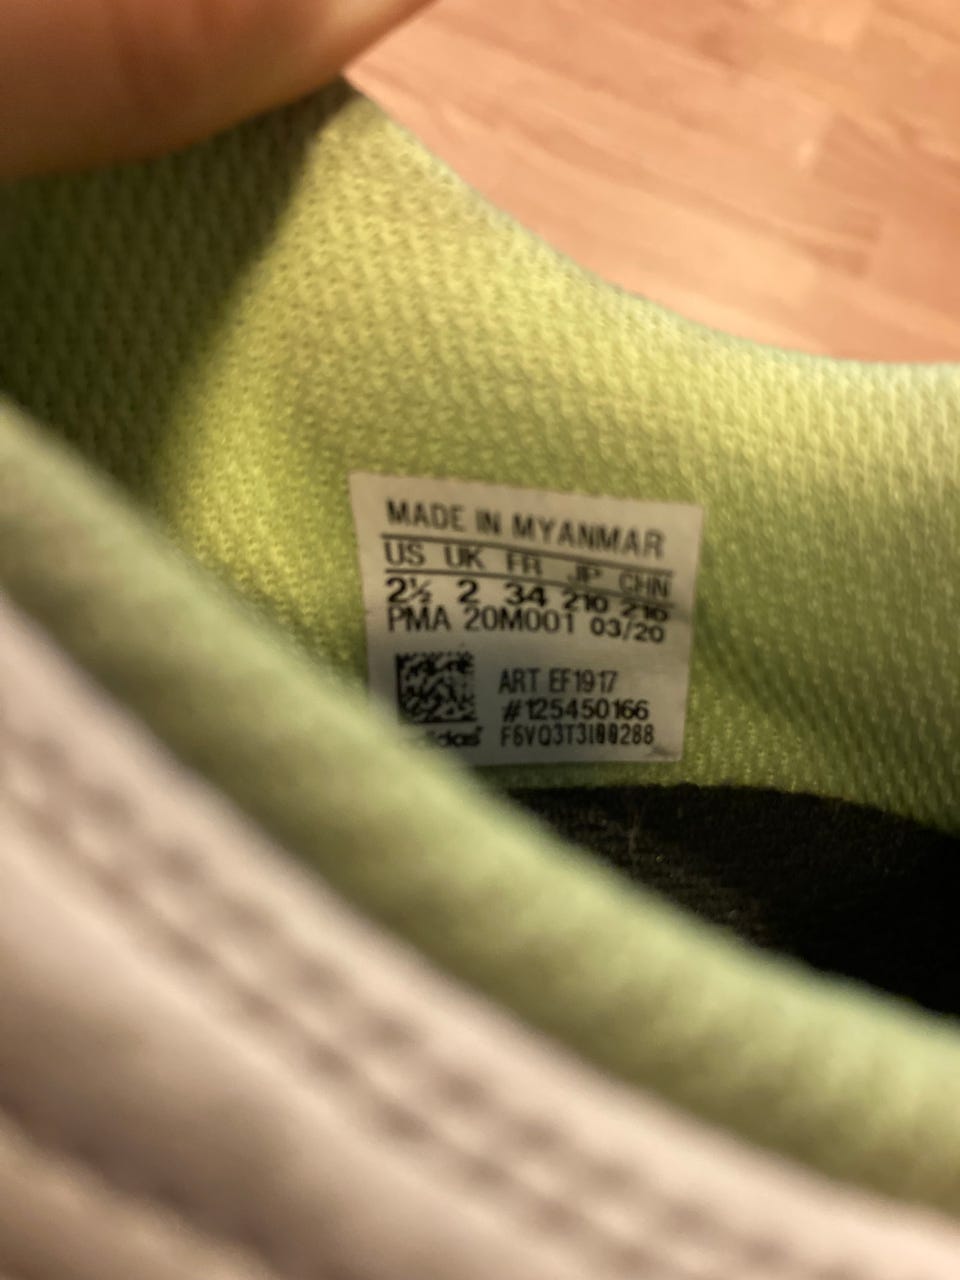 MADE IN MYANMAR
US UK FR JP CHN
2½ 2 34 210 210
PMA 20M001 03/20
ART EF1917
#125450166
adidas F6VQ3T3I00288